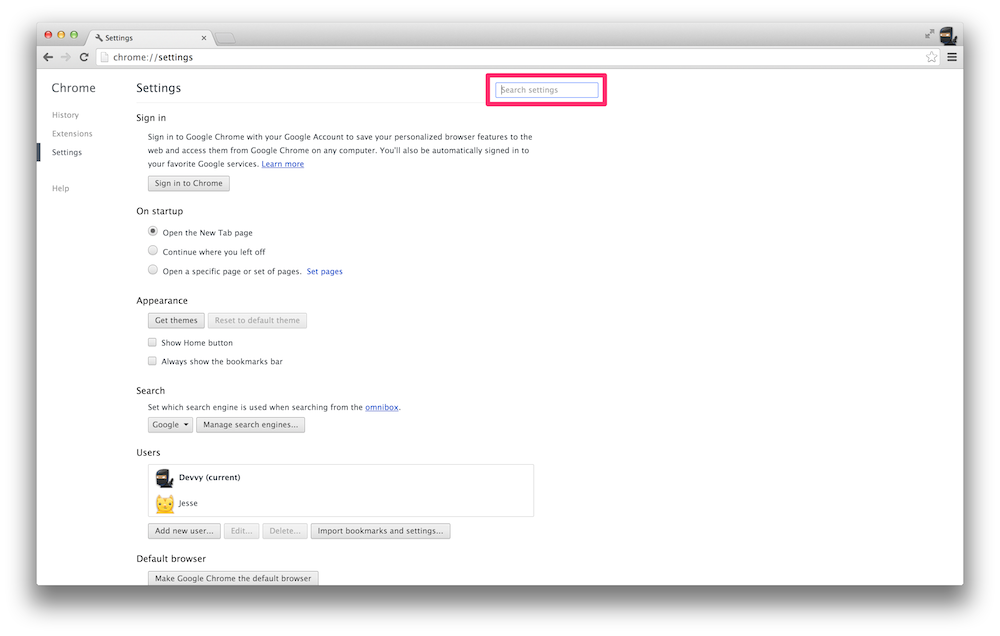 Settings
chrome://settings
Chrome
History
Extensions
Settings
Help
Settings
Search settings
Sign in
Sign in to Google Chrome with your Google Account to save your personalized browser features to the
web and access them from Google Chrome on any computer. You'll also be automatically signed in to
your favorite Google services. Learn more
Sign in to Chrome
On startup
Open the New Tab page
Continue where you left off
Open a specific page or set of pages. Set pages
Appearance
Get themes Reset to default theme
Show Home button
Always show the bookmarks bar
Search
Set which search engine is used when searching from the omnibox.
Google Manage search engines...
Users
Devvy (current)
Jesse
Add new user... Edit... Delete... Import bookmarks and settings...
Default browser
Make Google Chrome the default browser